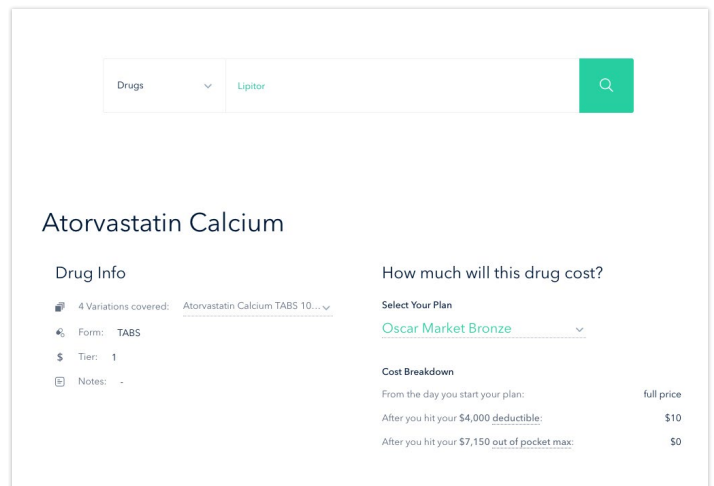 Drugs
Lipitor
Atorvastatin Calcium
Drug Info
4 Variations covered: Atorvastatin Calcium TABS 10...
Form: TABS
$ Tier: 1
Notes: -
How much will this drug cost?
Select Your Plan
Oscar Market Bronze
Cost Breakdown
From the day you start your plan: full price
After you hit your $4,000 deductible: $10
After you hit your $7,150 out of pocket max: $0